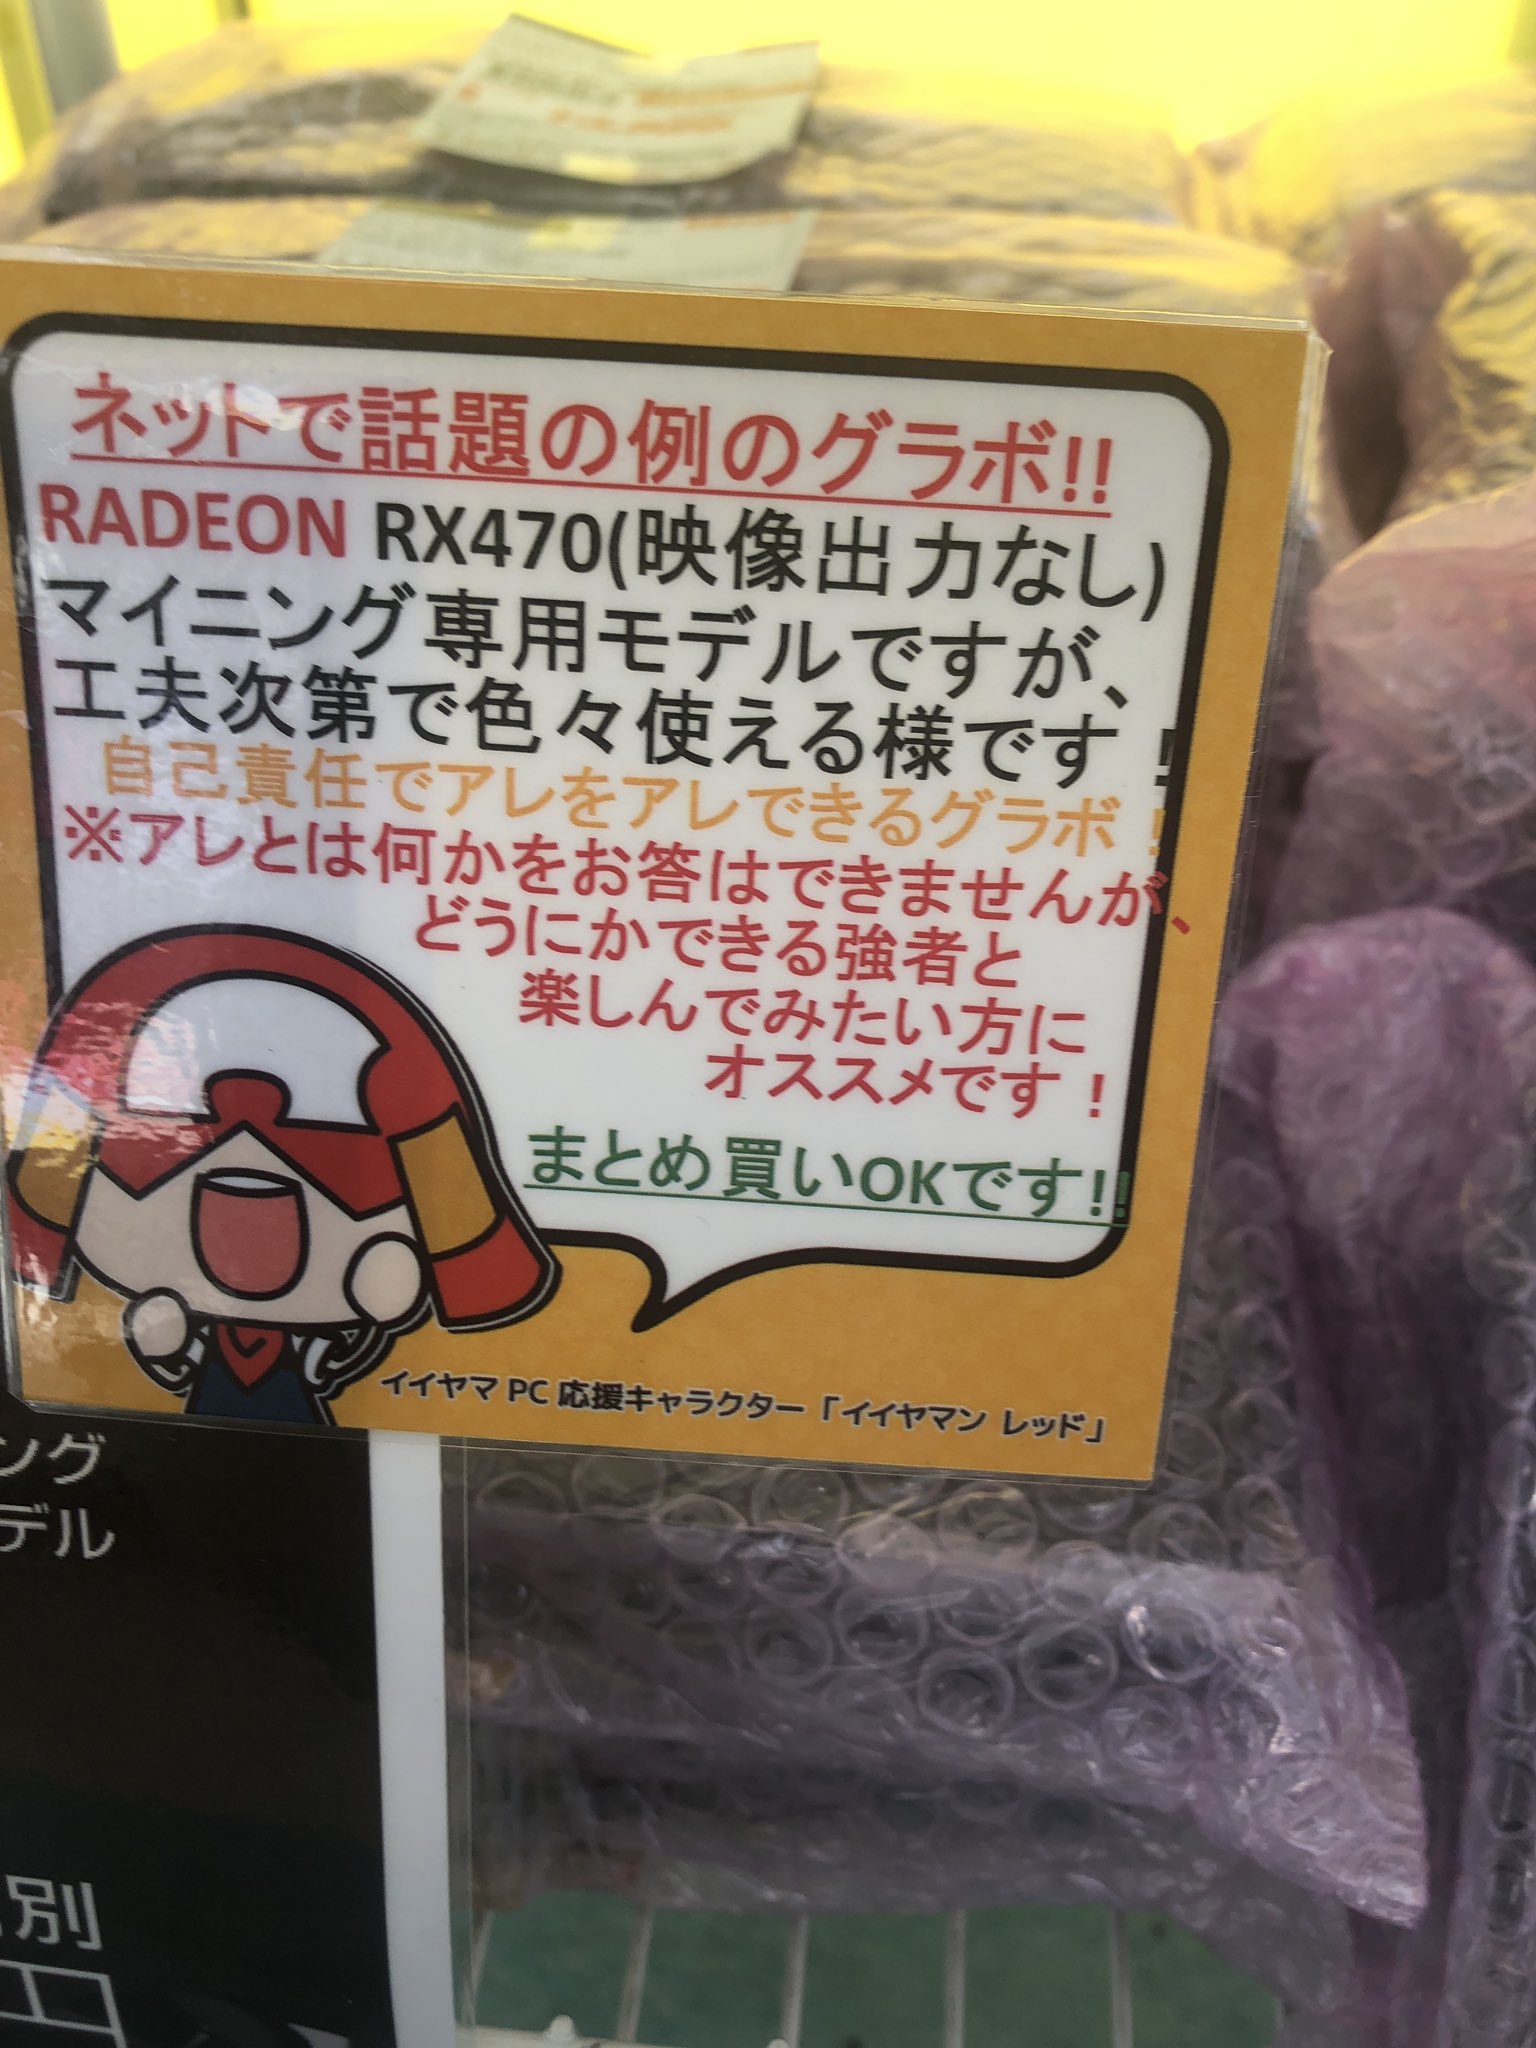 ネットで話題の例のグラボ!!
RADEON RX470(映像出力なし)
マイニング専用モデルですが、
工夫次第で色々使える様です！
自己責任でアレをアレできるグラボ！
※アレとは何かをお答はできませんが、
どうにかできる強者と
楽しんでみたい方に
オススメです！
まとめ買いOKです!!
イイヤマ PC 応援キャラクター「イイヤマン レッド」
ング
デル
別